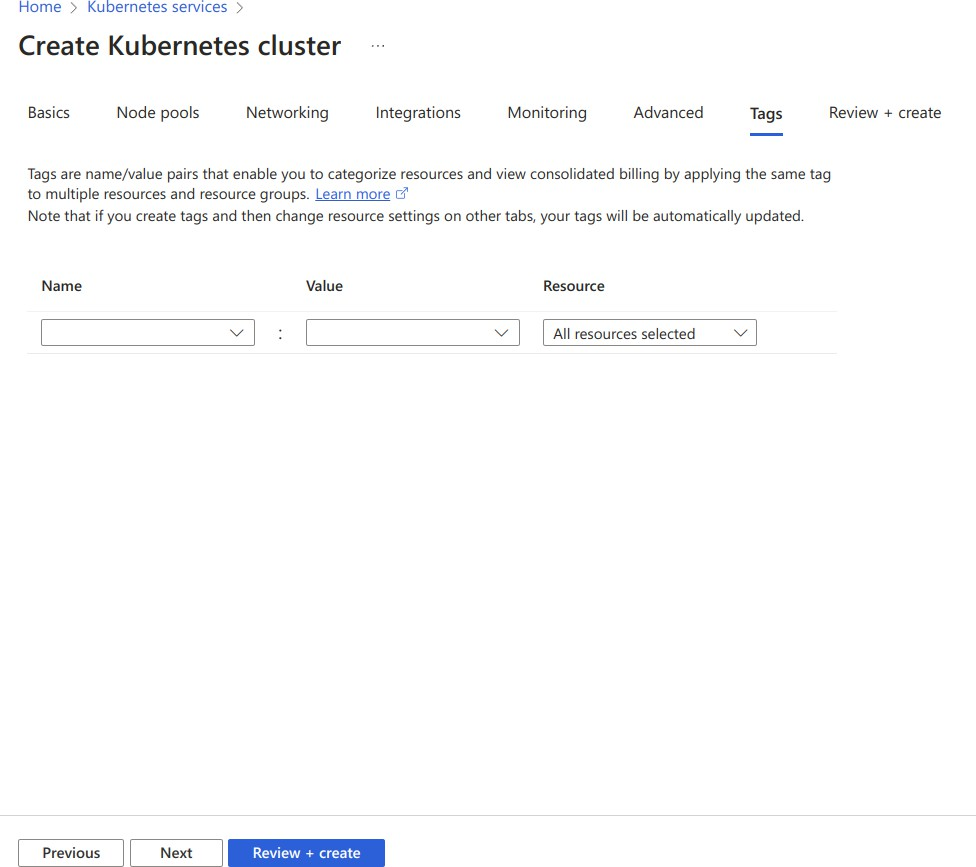 Home > Kubernetes services >
Create Kubernetes cluster ...
Basics Node pools Networking Integrations Monitoring Advanced Tags Review + create
Tags are name/value pairs that enable you to categorize resources and view consolidated billing by applying the same tag
to multiple resources and resource groups. Learn more
Note that if you create tags and then change resource settings on other tabs, your tags will be automatically updated.
Name Value Resource
: All resources selected
Previous Next Review + create